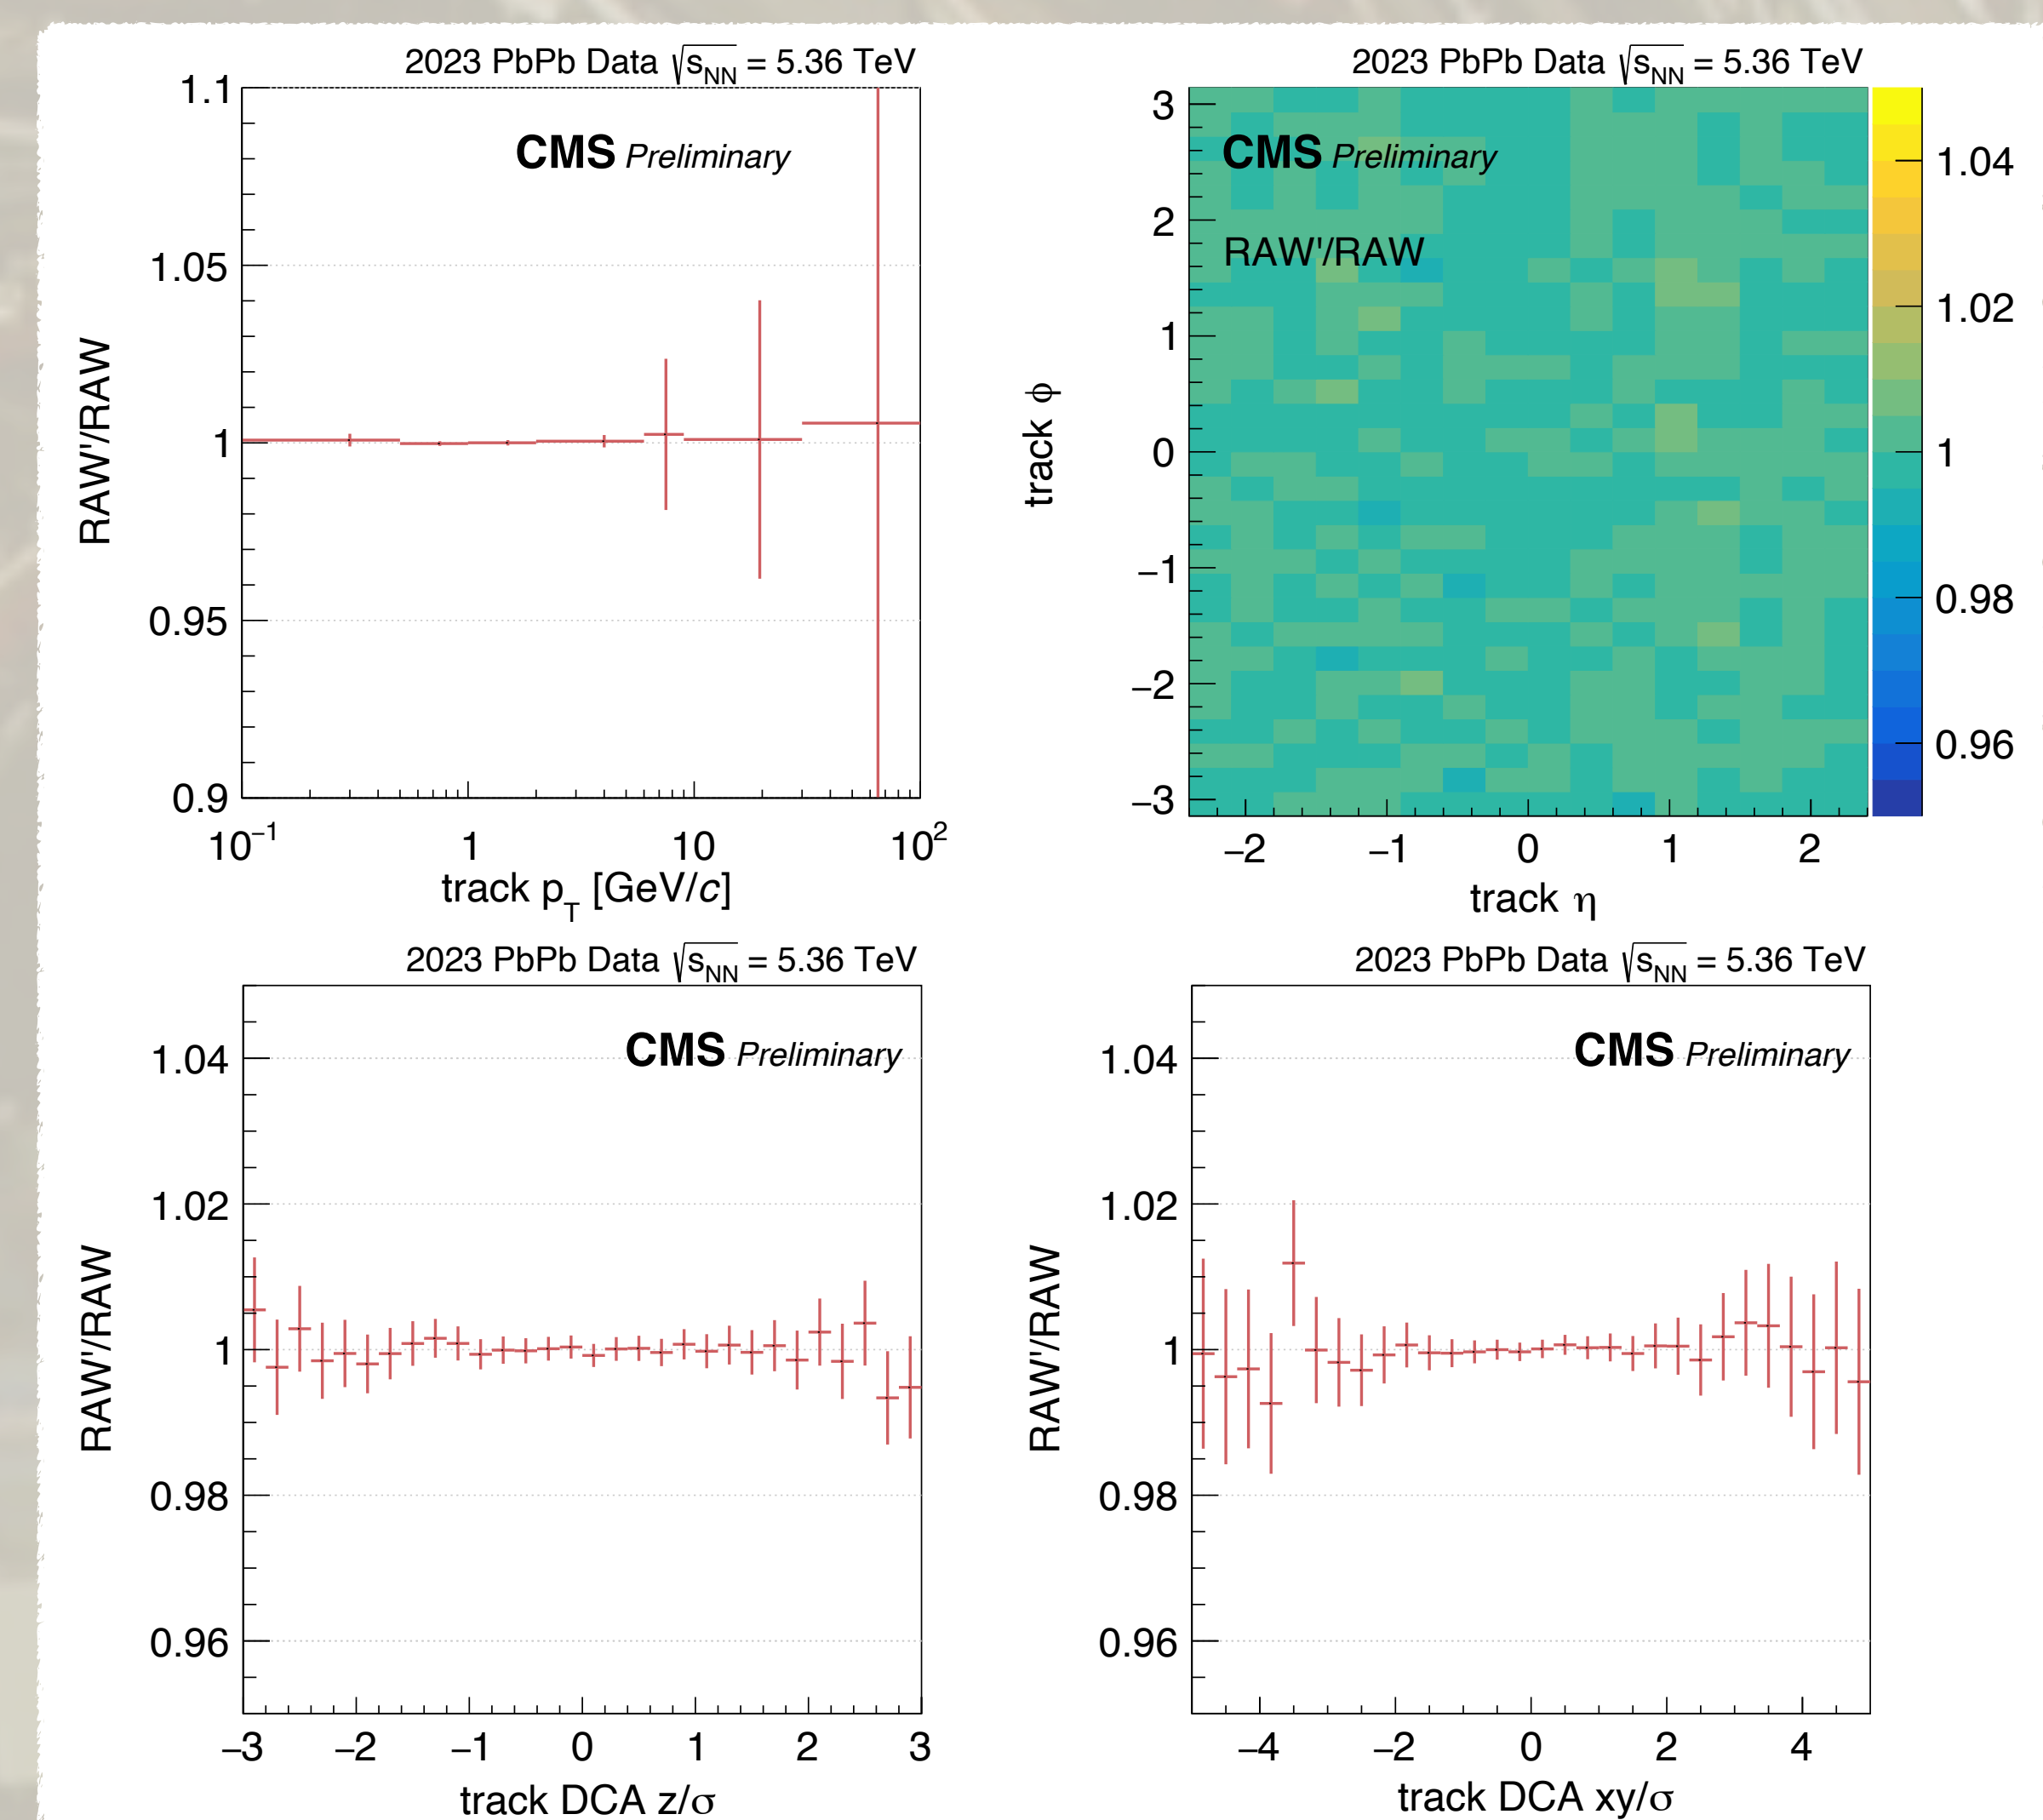 2023 PbPb Data √sNN = 5.36 TeV
CMS Preliminary
RAW'/RAW
1.1
1.05
1
0.95
0.9
10⁻¹ 1 10 10²
track pT [GeV/c]
2023 PbPb Data √sNN = 5.36 TeV
CMS Preliminary
RAW'/RAW
track φ
3
2
1
0
−1
−2
−3
−2 −1 0 1 2
track η
1.04
1.02
1
0.98
0.96
2023 PbPb Data √sNN = 5.36 TeV
CMS Preliminary
RAW'/RAW
1.04
1.02
1
0.98
0.96
−3 −2 −1 0 1 2 3
track DCA z/σ
2023 PbPb Data √sNN = 5.36 TeV
CMS Preliminary
RAW'/RAW
1.04
1.02
1
0.98
0.96
−4 −2 0 2 4
track DCA xy/σ